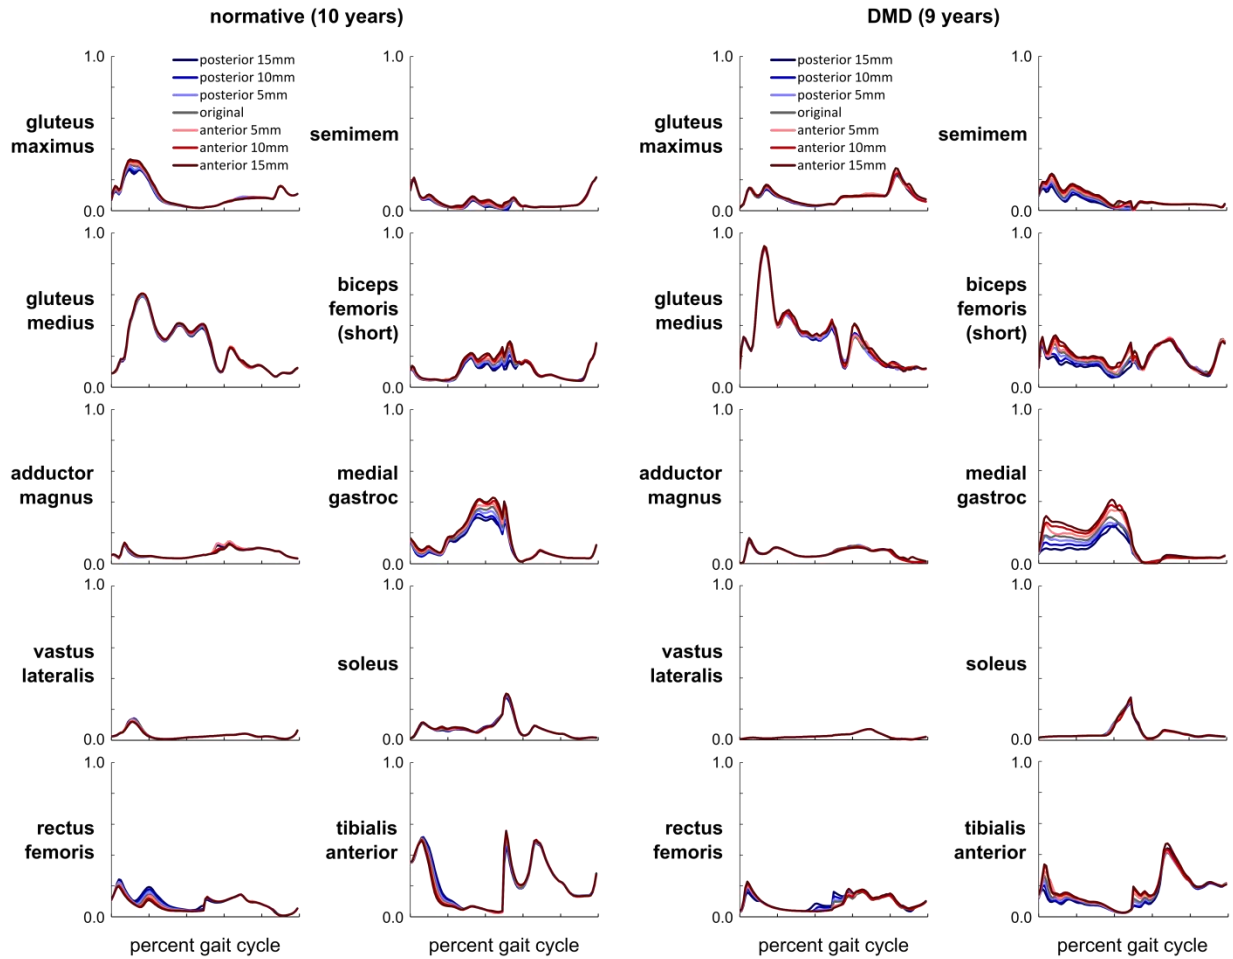 normative (10 years)
DMD (9 years)
1.0
posterior 15mm
posterior 10mm
posterior 5mm
original
anterior 5mm
anterior 10mm
anterior 15mm
gluteus
maximus
0.0
1.0
semimem
0.0
1.0
posterior 15mm
posterior 10mm
posterior 5mm
original
anterior 5mm
anterior 10mm
anterior 15mm
gluteus
maximus
0.0
1.0
semimem
0.0
1.0
gluteus
medius
0.0
1.0
biceps
femoris
(short)
0.0
1.0
gluteus
medius
0.0
1.0
biceps
femoris
(short)
0.0
1.0
adductor
magnus
0.0
1.0
medial
gastroc
0.0
1.0
adductor
magnus
0.0
1.0
medial
gastroc
0.0
1.0
vastus
lateralis
0.0
1.0
soleus
0.0
1.0
vastus
lateralis
0.0
1.0
soleus
0.0
1.0
rectus
femoris
0.0
1.0
tibialis
anterior
0.0
1.0
rectus
femoris
0.0
1.0
tibialis
anterior
0.0
percent gait cycle
percent gait cycle
percent gait cycle
percent gait cycle